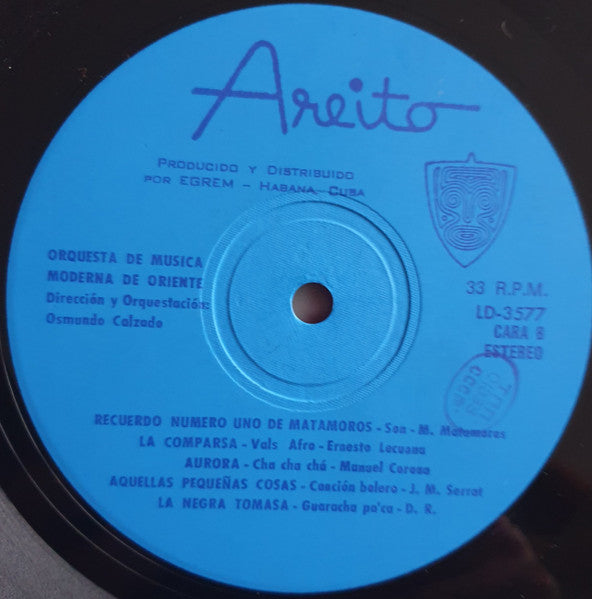 Areito
PRODUCIDO Y DISTRIBUIDO
POR EGREM - HABANA, CUBA
ORQUESTA DE MUSICA
MODERNA DE ORIENTE
Dirección y Orquestación:
Osmundo Calzado
33 R.P.M.
LD-3577
CARA B
ESTEREO
RECUERDO NUMERO UNO DE MATAMOROS - Son - M. Matamoros
LA COMPARSA - Vals Afro - Ernesto Lecuona
AURORA - Cha cha chá - Manuel Corona
AQUELLAS PEQUEÑAS COSAS - Canción bolero - J. M. Serrat
LA NEGRA TOMASA - Guaracha pa'ca - D. R.